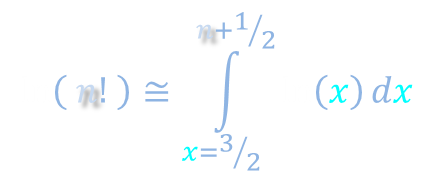 n+1/2
( n! ) ≅ ∫ (x) dx
x=3/2